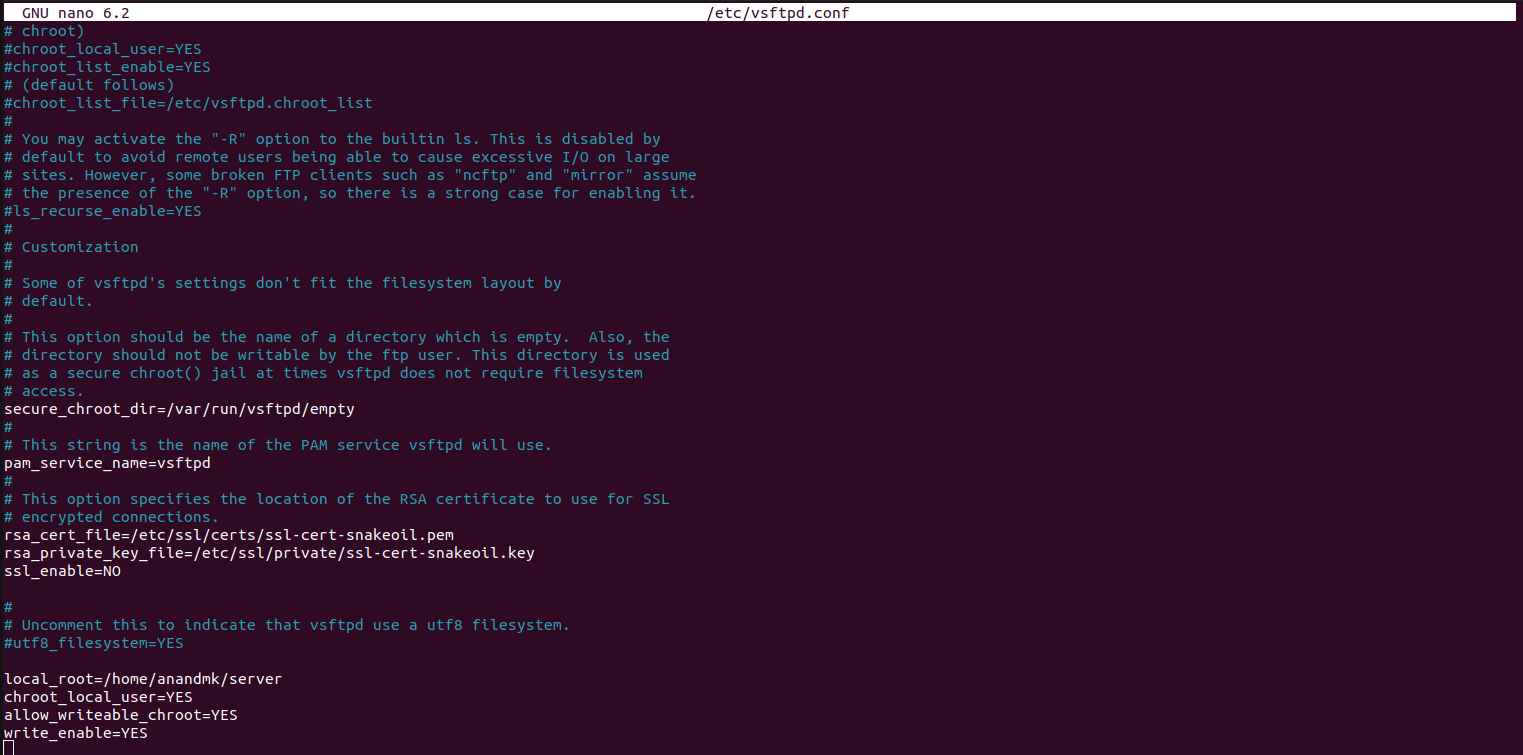 GNU nano 6.2 /etc/vsftpd.conf
# chroot)
#chroot_local_user=YES
#chroot_list_enable=YES
# (default follows)
#chroot_list_file=/etc/vsftpd.chroot_list
#
# You may activate the "-R" option to the builtin ls. This is disabled by
# default to avoid remote users being able to cause excessive I/O on large
# sites. However, some broken FTP clients such as "ncftp" and "mirror" assume
# the presence of the "-R" option, so there is a strong case for enabling it.
#ls_recurse_enable=YES
#
# Customization
#
# Some of vsftpd's settings don't fit the filesystem layout by
# default.
#
# This option should be the name of a directory which is empty.  Also, the
# directory should not be writable by the ftp user. This directory is used
# as a secure chroot() jail at times vsftpd does not require filesystem
# access.
secure_chroot_dir=/var/run/vsftpd/empty
#
# This string is the name of the PAM service vsftpd will use.
pam_service_name=vsftpd
#
# This option specifies the location of the RSA certificate to use for SSL
# encrypted connections.
rsa_cert_file=/etc/ssl/certs/ssl-cert-snakeoil.pem
rsa_private_key_file=/etc/ssl/private/ssl-cert-snakeoil.key
ssl_enable=NO

#
# Uncomment this to indicate that vsftpd use a utf8 filesystem.
#utf8_filesystem=YES

local_root=/home/anandmk/server
chroot_local_user=YES
allow_writeable_chroot=YES
write_enable=YES